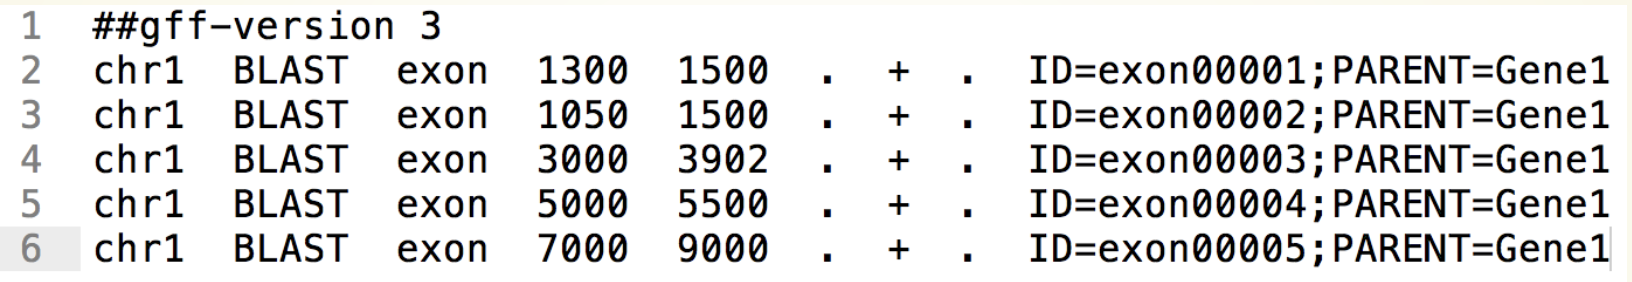 1 ##gff-version 3
2 chr1 BLAST exon 1300 1500 . + . ID=exon00001;PARENT=Gene1
3 chr1 BLAST exon 1050 1500 . + . ID=exon00002;PARENT=Gene1
4 chr1 BLAST exon 3000 3902 . + . ID=exon00003;PARENT=Gene1
5 chr1 BLAST exon 5000 5500 . + . ID=exon00004;PARENT=Gene1
6 chr1 BLAST exon 7000 9000 . + . ID=exon00005;PARENT=Gene1